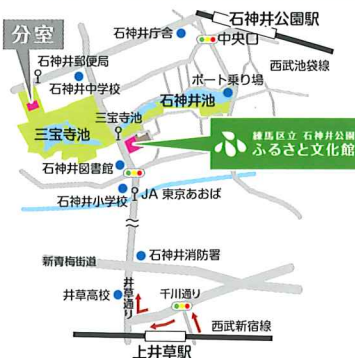 石神井公園駅
分室
石神井庁舎
中央口
西武池袋線
石神井郵便局
石神井中学校
ボート乗り場
三宝寺池
石神井池
三宝寺池
練馬区立 石神井公園
ふるさと文化館
石神井図書館
石神井小学校
JA 東京あおば
石神井消防署
新青梅街道
井草高校
井草通り
千川通り
西武新宿線
上井草駅